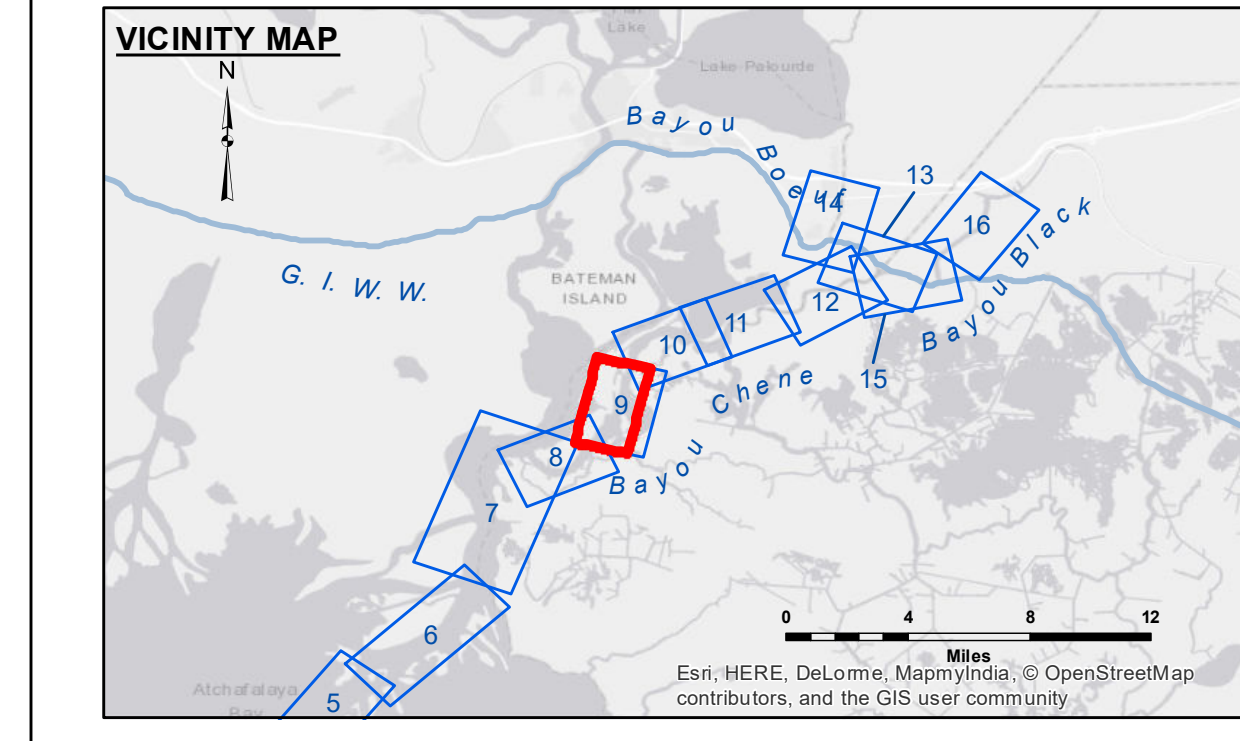 VICINITY MAP
N
Lake
Lake Palourde
Bayou Boeuf
13
14
16
Bayou Black
G. I. W. W.
BATEMAN
ISLAND
12
11
10
15
Bayou Chene
9
8
7
6
5
Atchafalaya
Bay
0 4 8 12
Miles
Esri, HERE, DeLorme, MapmyIndia, © OpenStreetMap
contributors, and the GIS user community